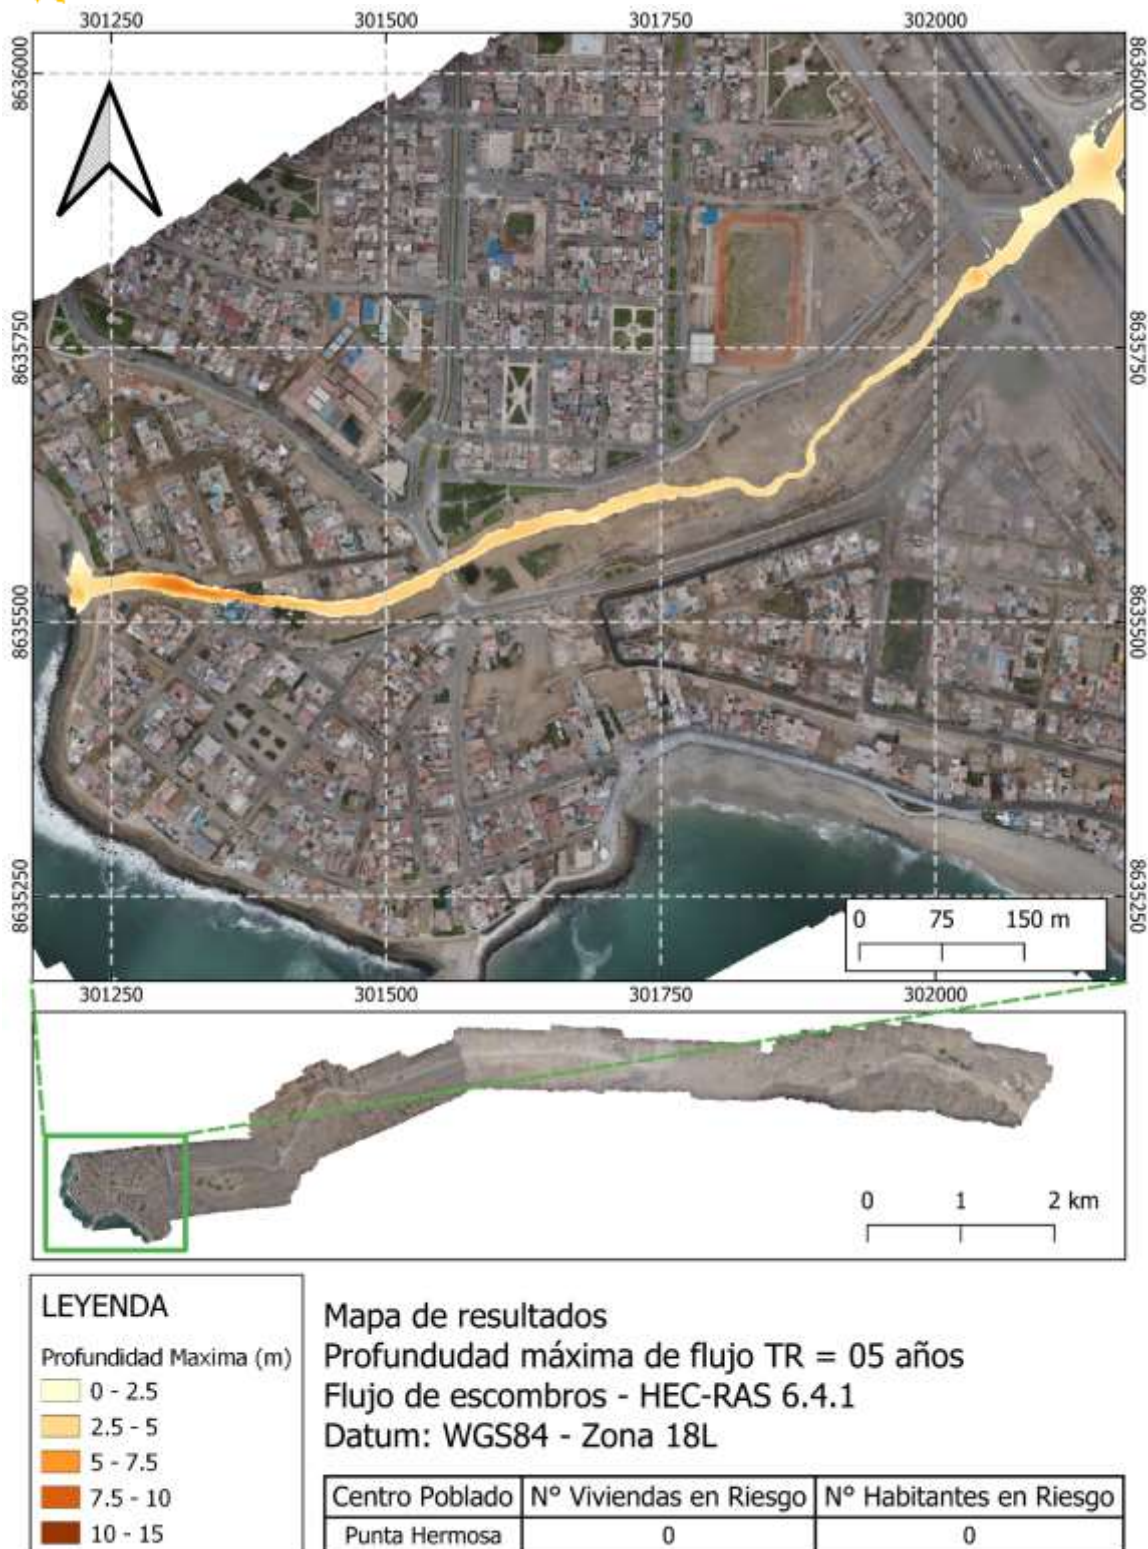 301250 301500 301750 302000
8636000 8636000
8635750 8635750
8635500 8635500
8635250 8635250
0 75 150 m
301250 301500 301750 302000
0 1 2 km
LEYENDA
Profundidad Maxima (m)
0 - 2.5
2.5 - 5
5 - 7.5
7.5 - 10
10 - 15
Mapa de resultados
Profundudad máxima de flujo TR = 05 años
Flujo de escombros - HEC-RAS 6.4.1
Datum: WGS84 - Zona 18L
Centro Poblado N° Viviendas en Riesgo N° Habitantes en Riesgo
Punta Hermosa 0 0